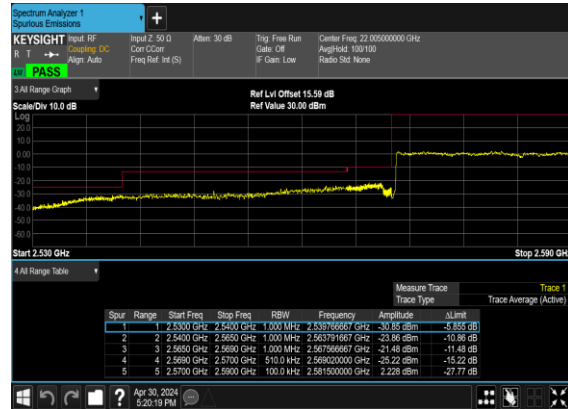 Spectrum Analyzer 1
Spurious Emissions
+
KEYSIGHT Input: RF Input Z: 50 Ω Atten: 30 dB Trig: Free Run Center Freq: 22.005000000 GHz
R T Coupling: DC Corr CCorr Gate: Off Avg|Hold: 100/100
Align: Auto Freq Ref: Int (S) IF Gain: Low Radio Std: None
LW PASS
3 All Range Graph
Ref Lvl Offset 15.59 dB
Scale/Div 10.0 dB Ref Value 30.00 dBm
Log
20.0
10.0
0.00
-10.0
-20.0
-30.0
-40.0
-50.0
-60.0
Start 2.530 GHz Stop 2.590 GHz
4 All Range Table
Measure Trace Trace 1
Trace Type Trace Average (Active)
Spur Range Start Freq Stop Freq RBW Frequency Amplitude ΔLimit
1 1 2.5300 GHz 2.5400 GHz 1.000 MHz 2.539766667 GHz -30.85 dBm -5.855 dB
2 2 2.5400 GHz 2.5650 GHz 1.000 MHz 2.563791667 GHz -23.86 dBm -10.86 dB
3 3 2.5650 GHz 2.5690 GHz 1.000 MHz 2.567566667 GHz -21.48 dBm -11.48 dB
4 4 2.5690 GHz 2.5700 GHz 510.0 kHz 2.569020000 GHz -25.22 dBm -15.22 dB
5 5 2.5700 GHz 2.5900 GHz 100.0 kHz 2.581500000 GHz 2.228 dBm -27.77 dB
? Apr 30, 2024
5:20:19 PM